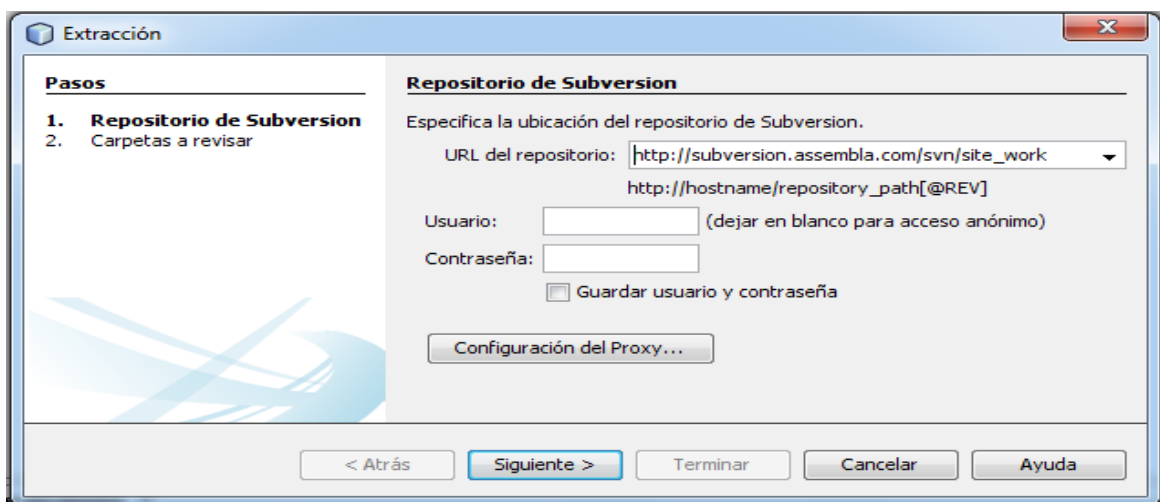 Extracción
Pasos
1. Repositorio de Subversion
2. Carpetas a revisar
Repositorio de Subversion
Especifica la ubicación del repositorio de Subversion.
URL del repositorio: http://subversion.assembla.com/svn/site_work
http://hostname/repository_path[@REV]
Usuario: (dejar en blanco para acceso anónimo)
Contraseña:
Guardar usuario y contraseña
Configuración del Proxy...
< Atrás Siguiente > Terminar Cancelar Ayuda